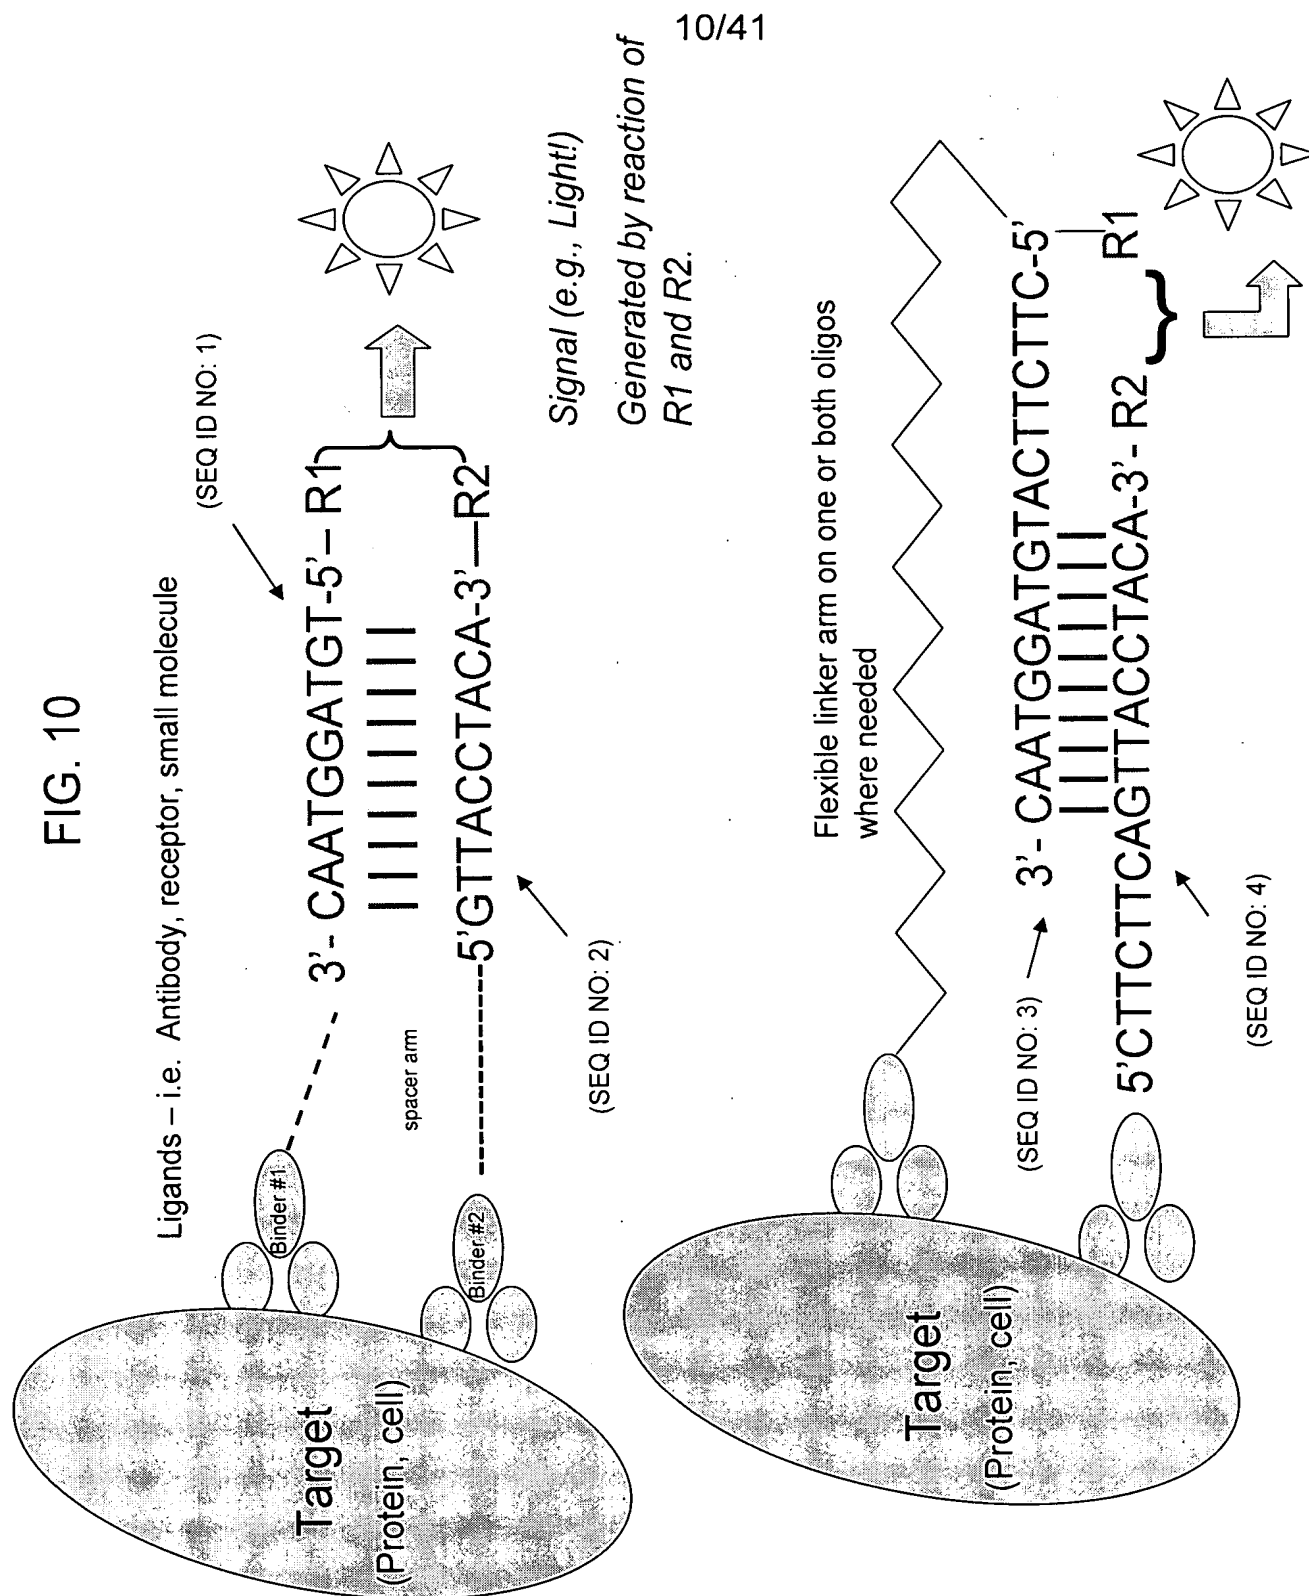 10/41
FIG. 10
Ligands – i.e. Antibody, receptor, small molecule
(SEQ ID NO: 1)
Binder #1
3'- CAATGGATGT-5'– R1
spacer arm
Binder #2
5'GTTACCTACA-3'—R2
(SEQ ID NO: 2)
Target
(Protein, cell)
Signal (e.g., Light!)
Generated by reaction of
R1 and R2.
Flexible linker arm on one or both oligos
where needed
(SEQ ID NO: 3)
3'- CAATGGATGTACTTCTTC-5'
R1
5'CTTCTTCAGTTACCTACA-3'- R2
(SEQ ID NO: 4)
Target
(Protein, cell)